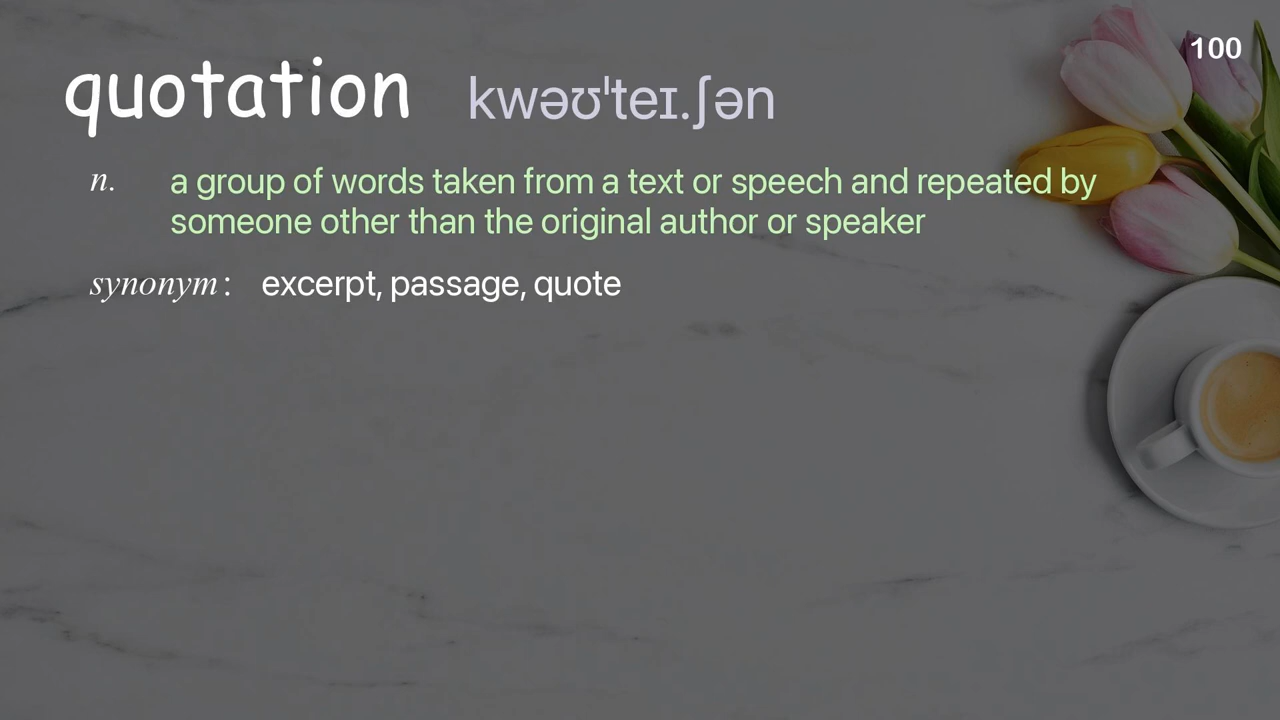 100
quotation kwəʊˈteɪ.ʃən
n. a group of words taken from a text or speech and repeated by
someone other than the original author or speaker
synonym: excerpt, passage, quote